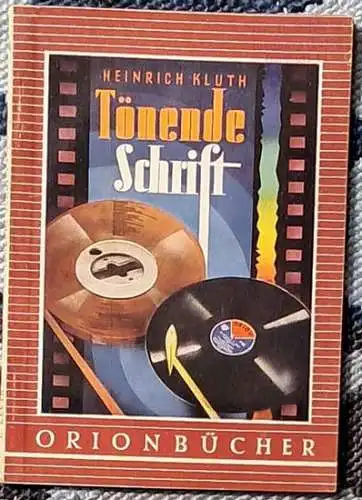 HEINRICH KLUTH
Tönende
Schrift
ORIONBÜCHER